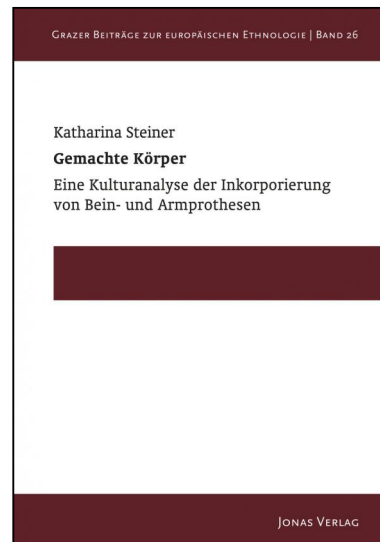 Grazer Beiträge zur europäischen Ethnologie | Band 26
Katharina Steiner
Gemachte Körper
Eine Kulturanalyse der Inkorporierung
von Bein- und Armprothesen
Jonas Verlag